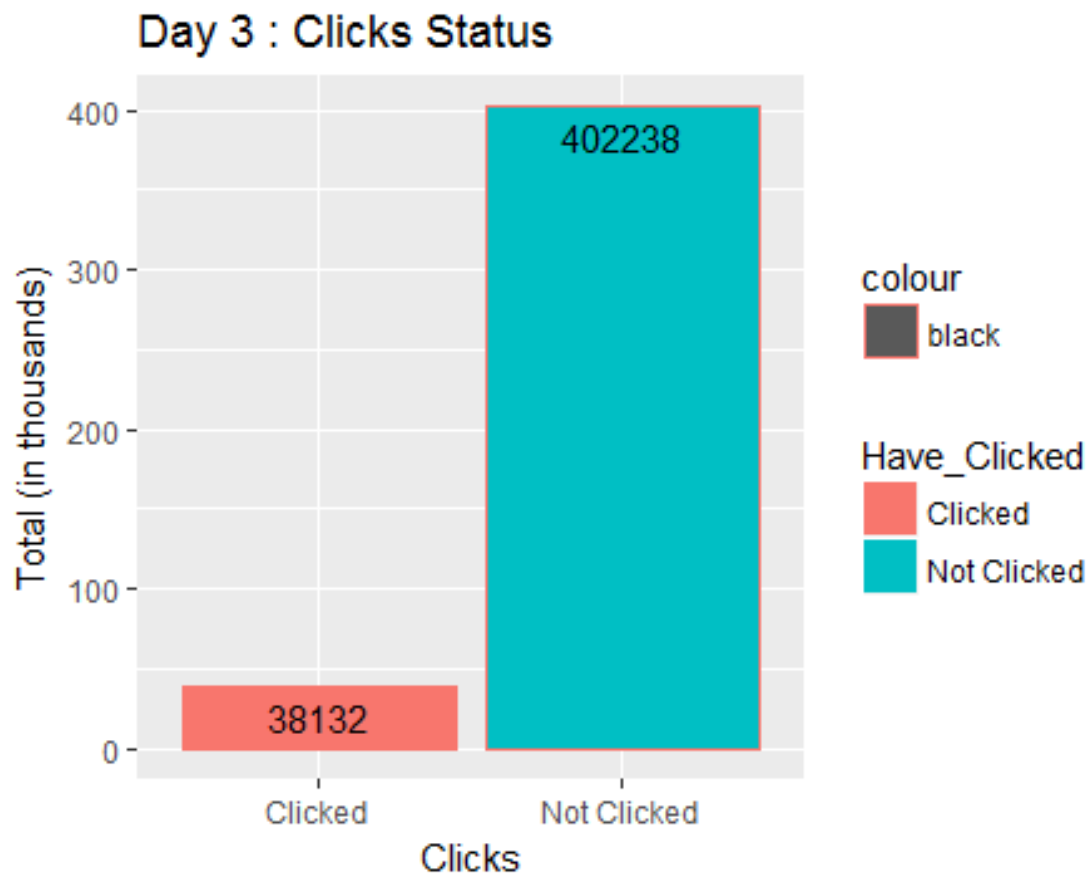 Day 3 : Clicks Status
Total (in thousands)
400
300
200
100
0
402238
38132
Clicked
Not Clicked
Clicks
colour
black
Have_Clicked
Clicked
Not Clicked